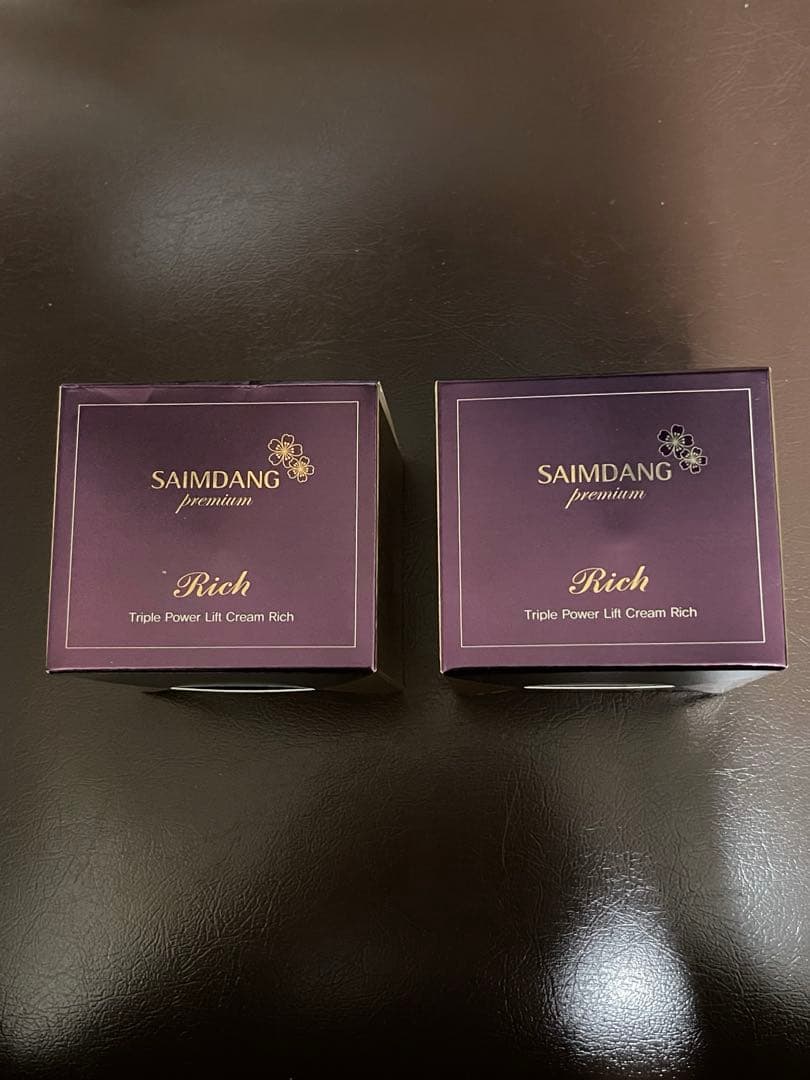 SAIMDANG
premium
Rich
Triple Power Lift Cream Rich
SAIMDANG
premium
Rich
Triple Power Lift Cream Rich